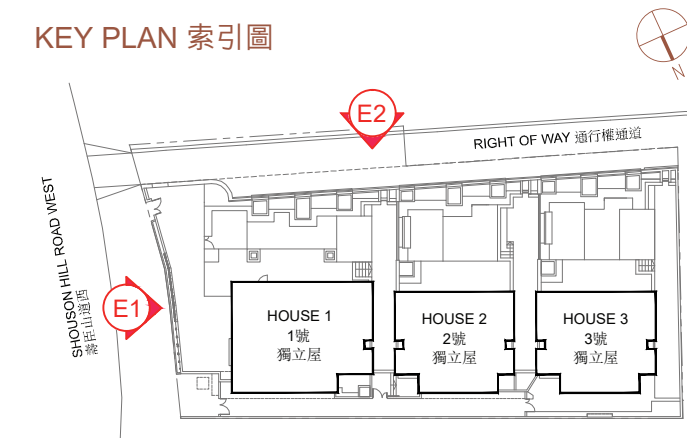 KEY PLAN 索引圖
N
E2
RIGHT OF WAY 通行權通道
SHOUSON HILL ROAD WEST
壽臣山道西
E1
HOUSE 1
1號
獨立屋
HOUSE 2
2號
獨立屋
HOUSE 3
3號
獨立屋